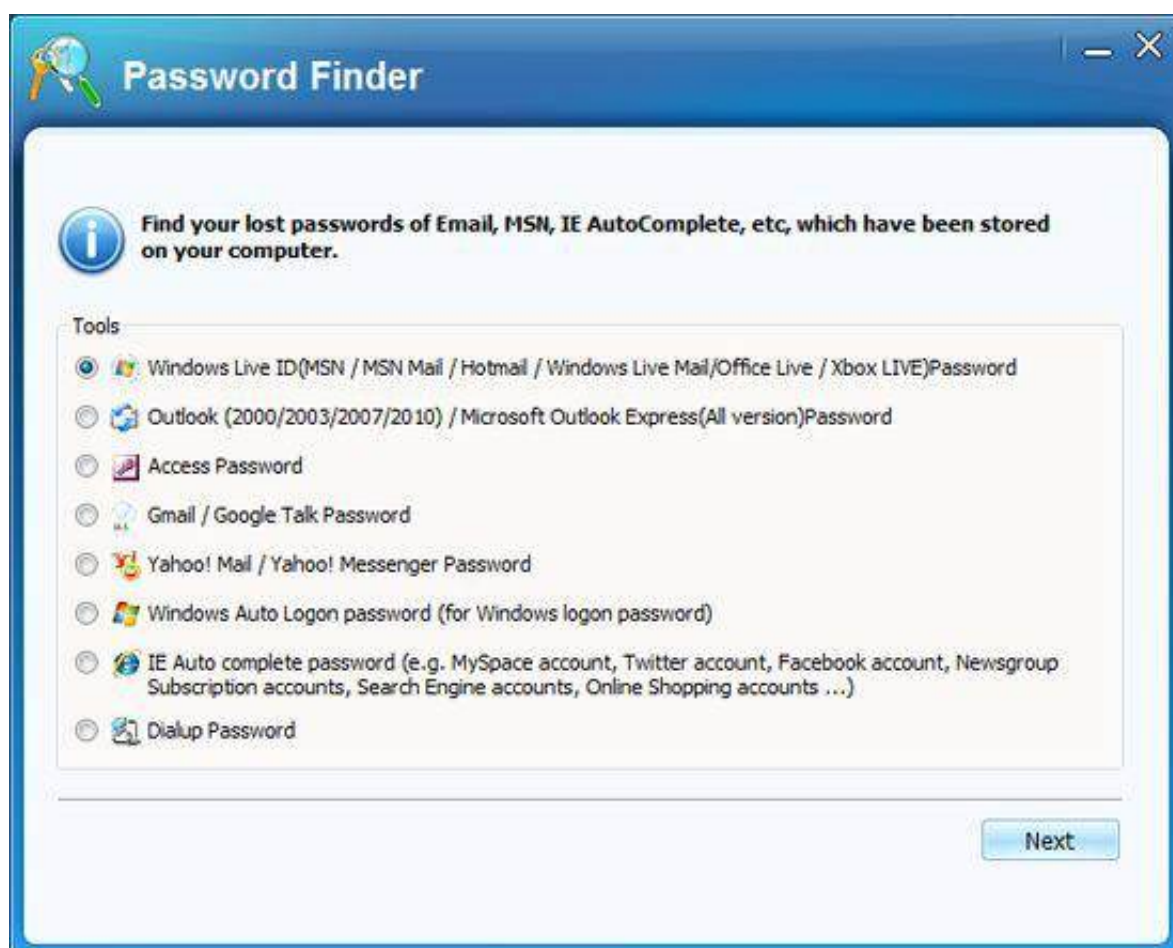 Password Finder
Find your lost passwords of Email, MSN, IE AutoComplete, etc, which have been stored
on your computer.
Tools
Windows Live ID(MSN / MSN Mail / Hotmail / Windows Live Mail/Office Live / Xbox LIVE)Password
Outlook (2000/2003/2007/2010) / Microsoft Outlook Express(All version)Password
Access Password
Gmail / Google Talk Password
Yahoo! Mail / Yahoo! Messenger Password
Windows Auto Logon password (for Windows logon password)
IE Auto complete password (e.g. MySpace account, Twitter account, Facebook account, Newsgroup
Subscription accounts, Search Engine accounts, Online Shopping accounts ...)
Dialup Password
Next